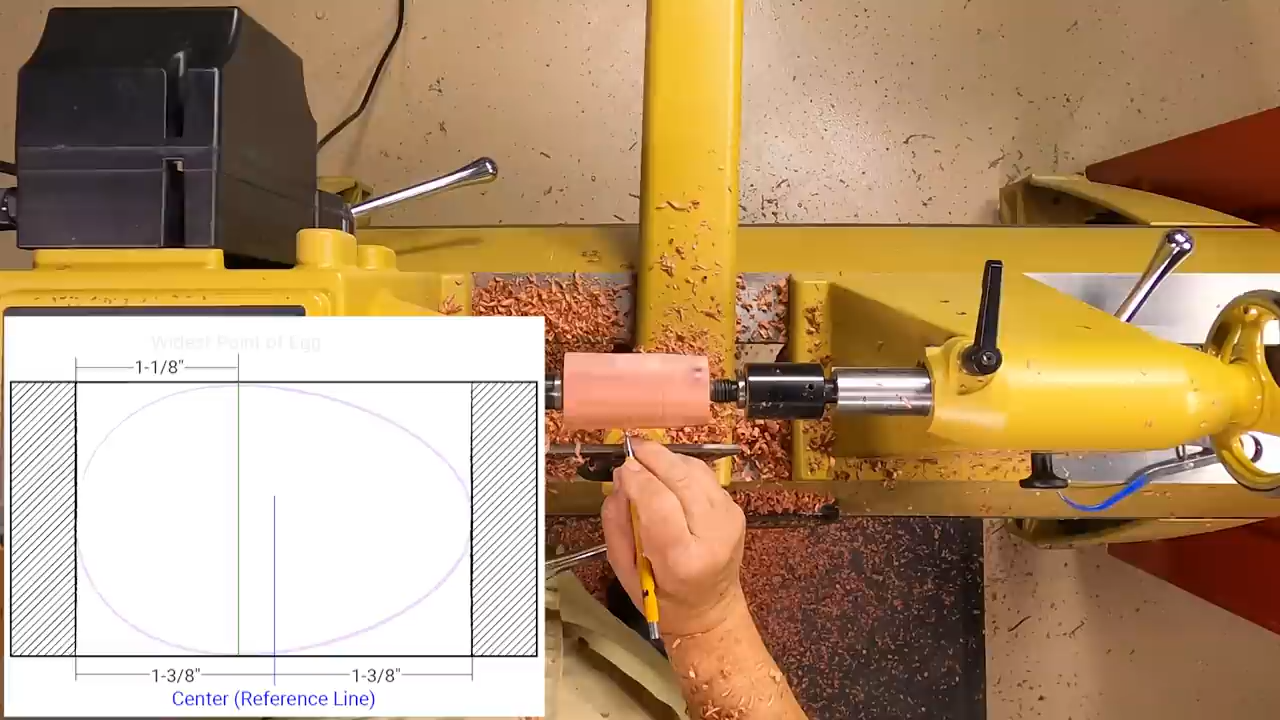 Widest Point of Egg
1-1/8"
1-3/8" 1-3/8"
Center (Reference Line)